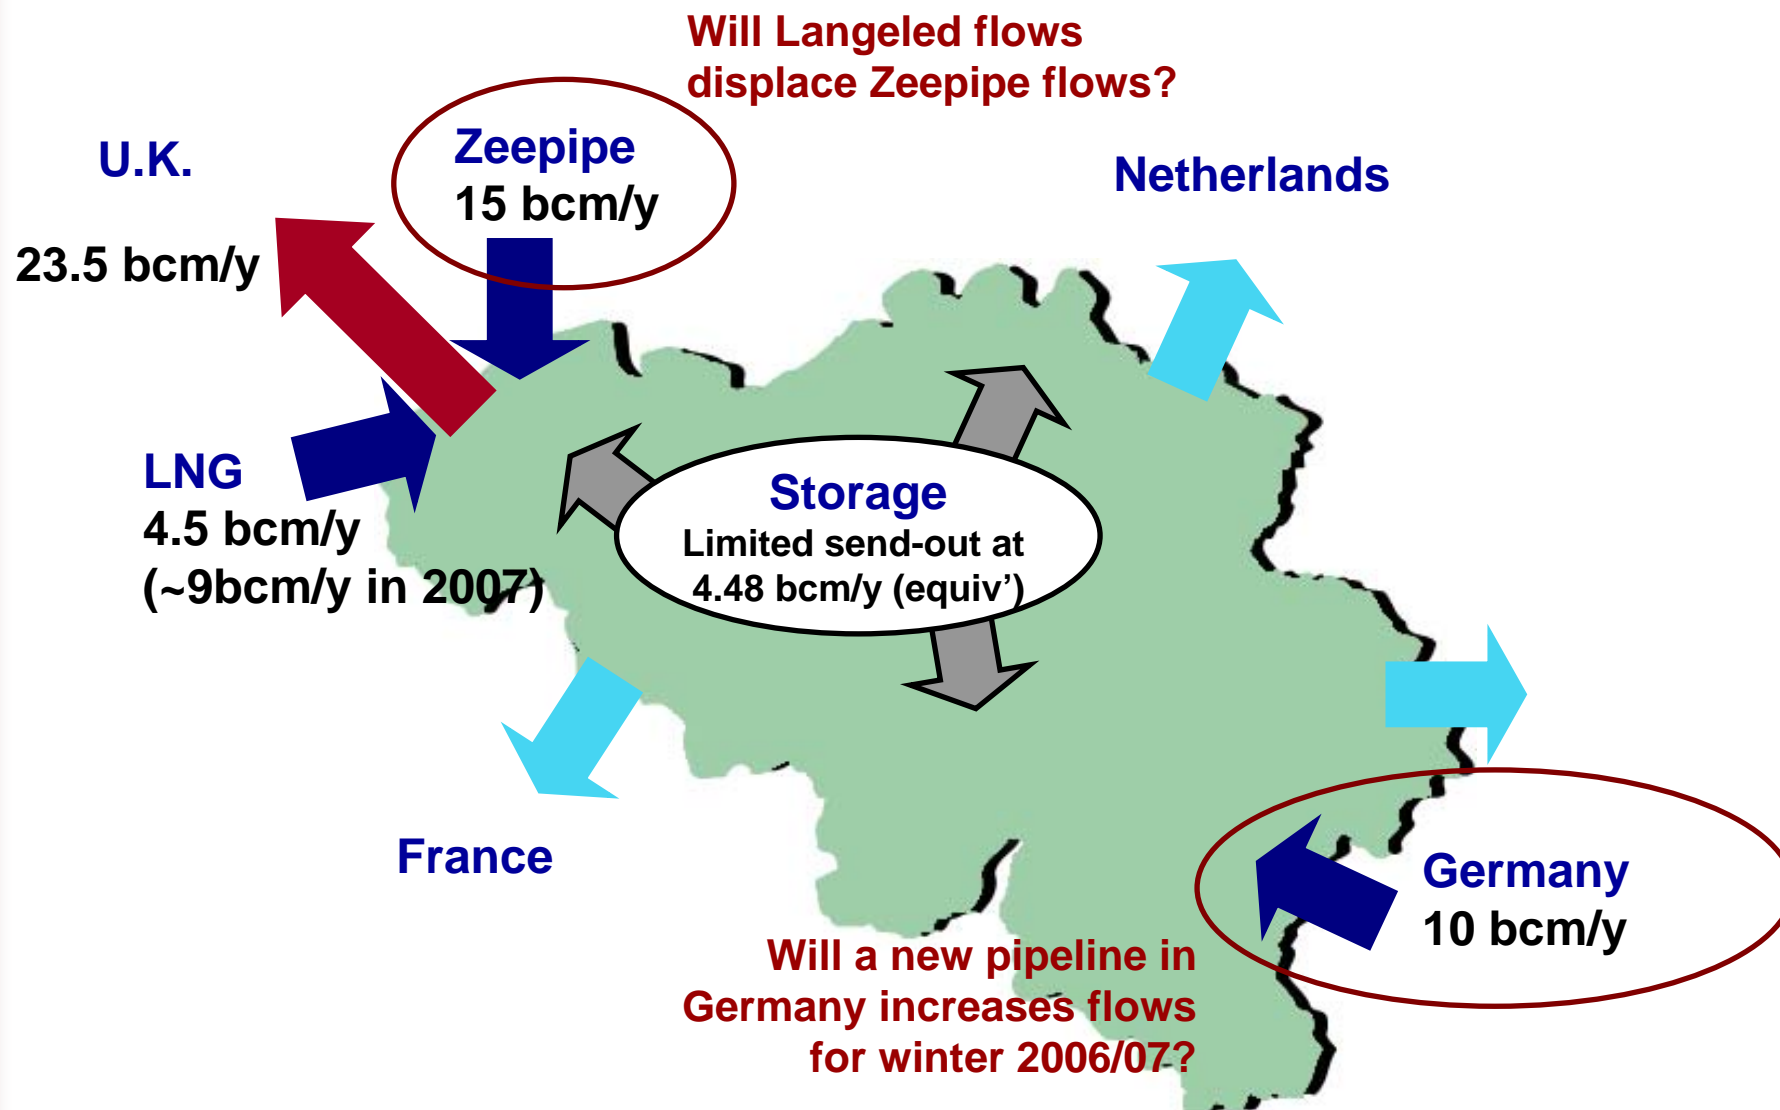 Will Langeled flows
displace Zeepipe flows?
U.K.
23.5 bcm/y
Zeepipe
15 bcm/y
Netherlands
LNG
4.5 bcm/y
(~9bcm/y in 2007)
Storage
Limited send-out at
4.48 bcm/y (equiv’)
France
Germany
10 bcm/y
Will a new pipeline in
Germany increases flows
for winter 2006/07?